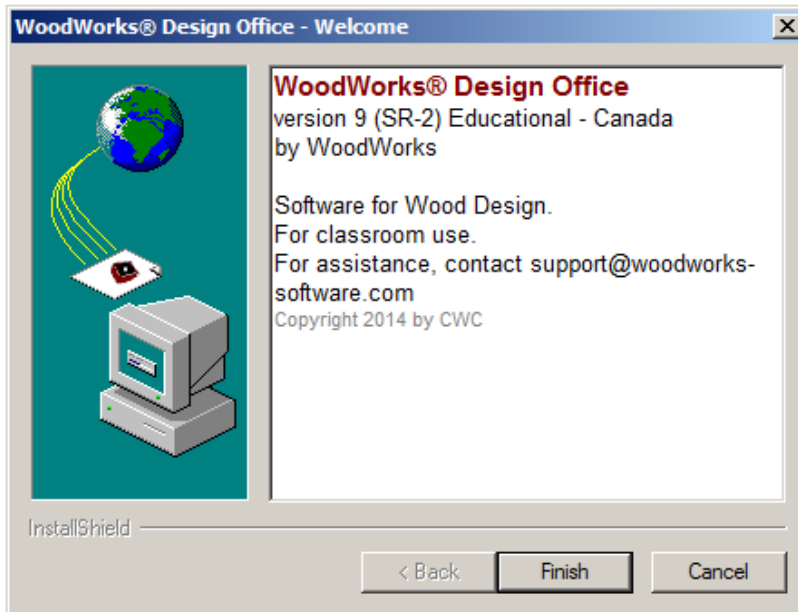 WoodWorks® Design Office - Welcome
WoodWorks® Design Office
version 9 (SR-2) Educational - Canada
by WoodWorks
Software for Wood Design.
For classroom use.
For assistance, contact support@woodworks-
software.com
Copyright 2014 by CWC
InstallShield
< Back
Finish
Cancel